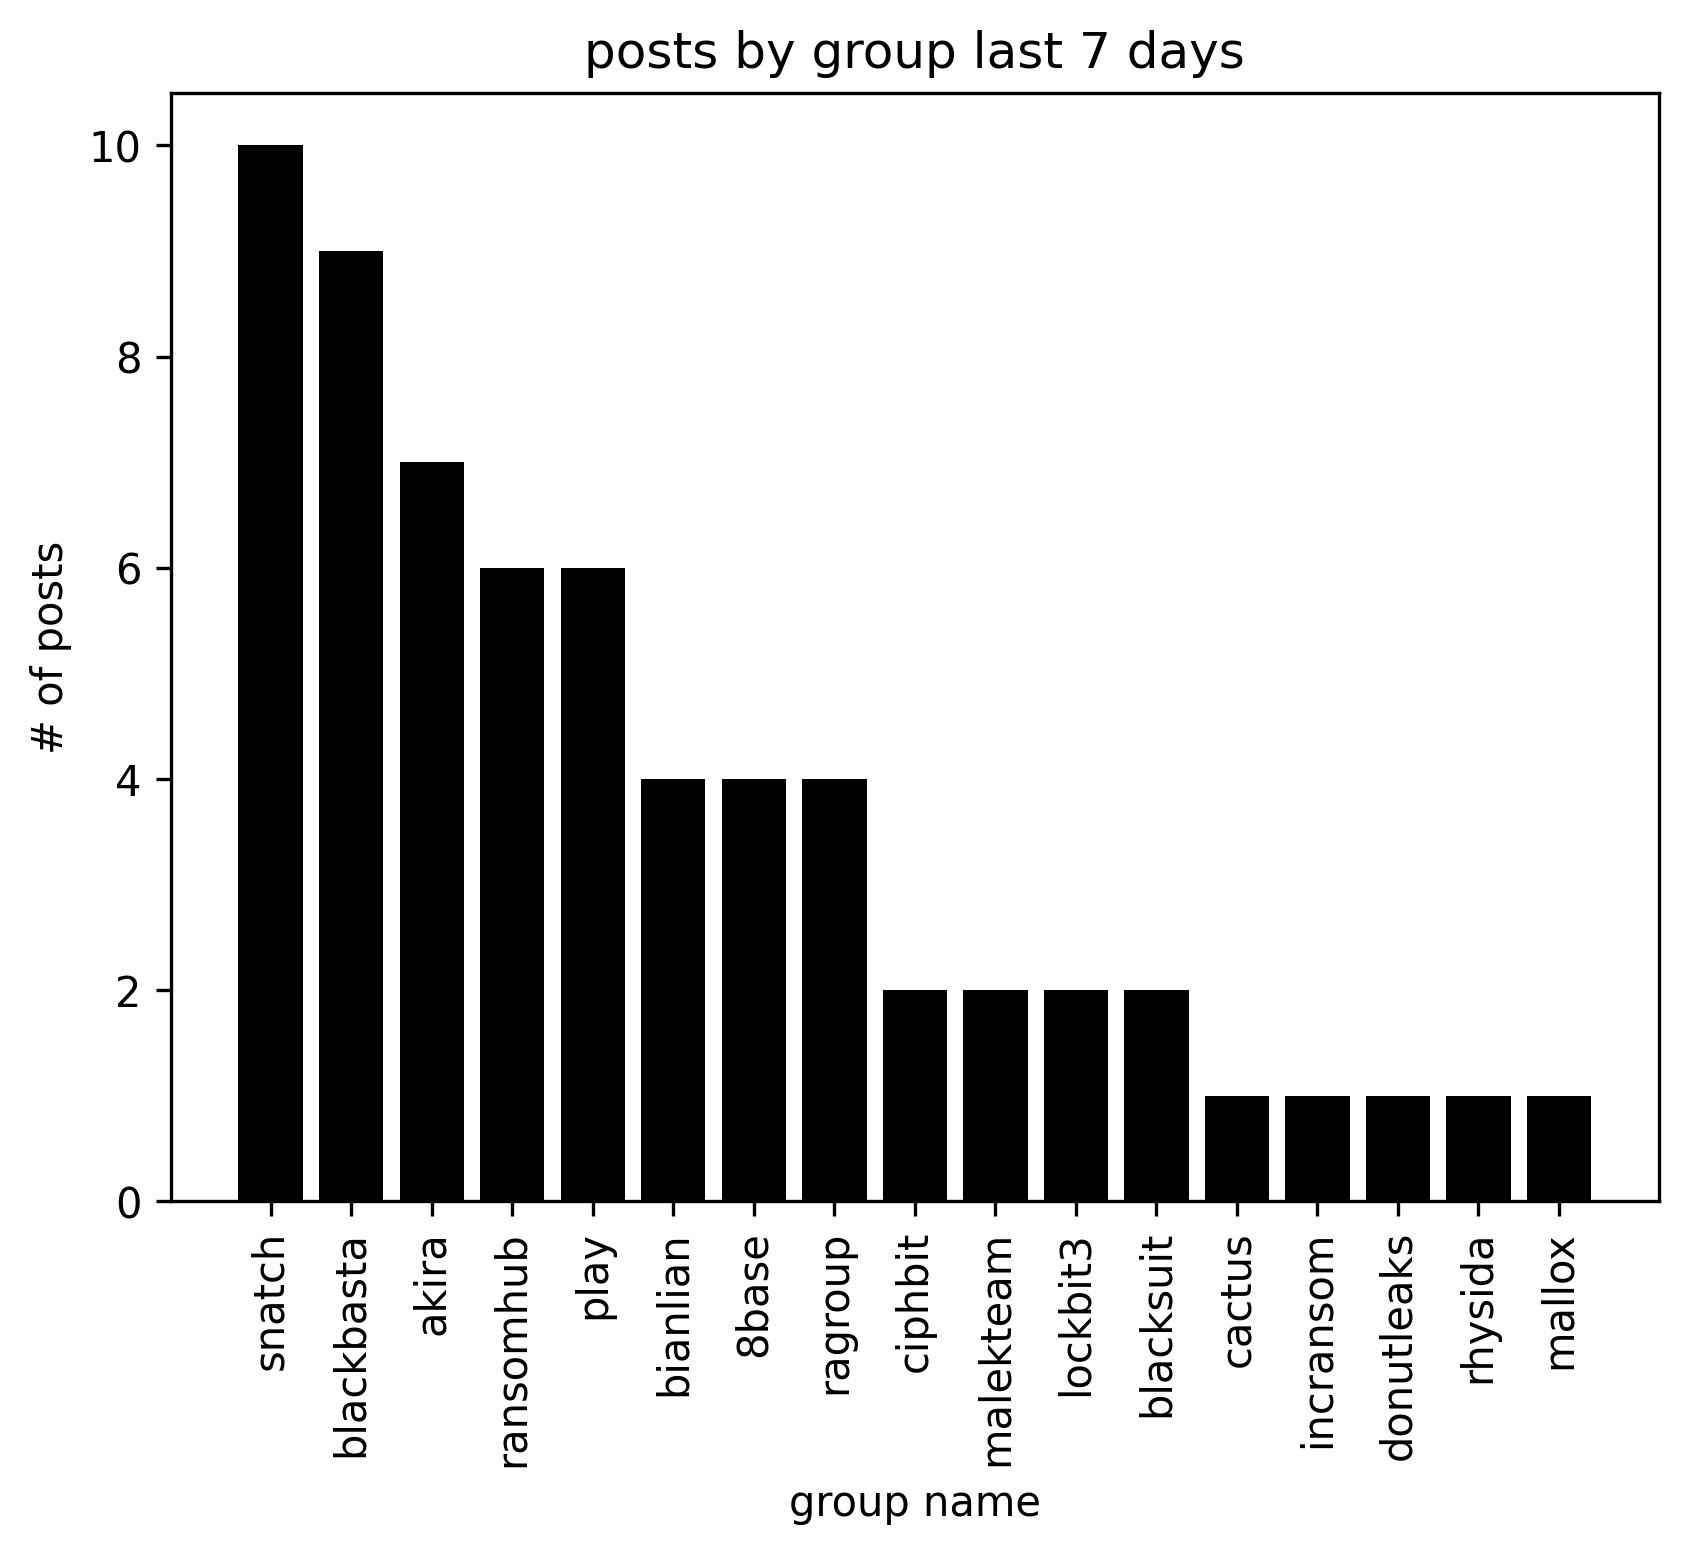 posts by group last 7 days
# of posts
10
8
6
4
2
0
snatch
blackbasta
akira
ransomhub
play
bianlian
8base
ragroup
ciphbit
malekteam
lockbit3
blacksuit
cactus
incransom
donutleaks
rhysida
mallox
group name